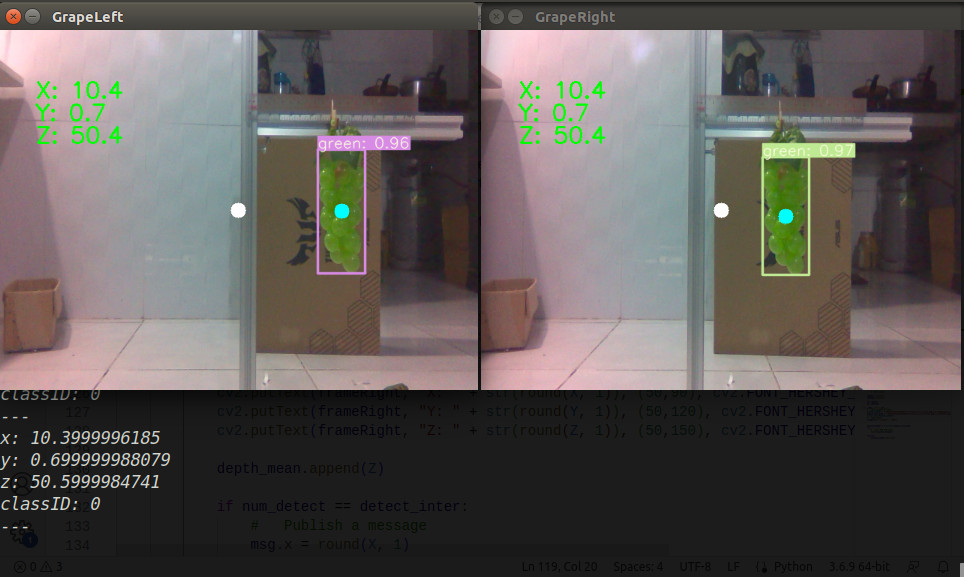 GrapeLeft
GrapeRight
X: 10.4
Y: 0.7
Z: 50.4
green: 0.96
X: 10.4
Y: 0.7
Z: 50.4
green: 0.97
classID: 0
---
x: 10.3999996185
y: 0.699999988079
z: 50.5999984741
classID: 0
---
127 cv2.putText(frameRight, "Y: " + str(round(Y, 1)), (50,120), cv2.FONT_HERSHEY
cv2.putText(frameRight, "Z: " + str(round(Z, 1)), (50,150), cv2.FONT_HERSHEY
depth_mean.append(Z)
if num_detect == detect_inter:
133 # Publish a message
134 msg.x = round(X, 1)
0 3 Ln 119, Col 20 Spaces: 4 UTF-8 LF Python 3.6.9 64-bit